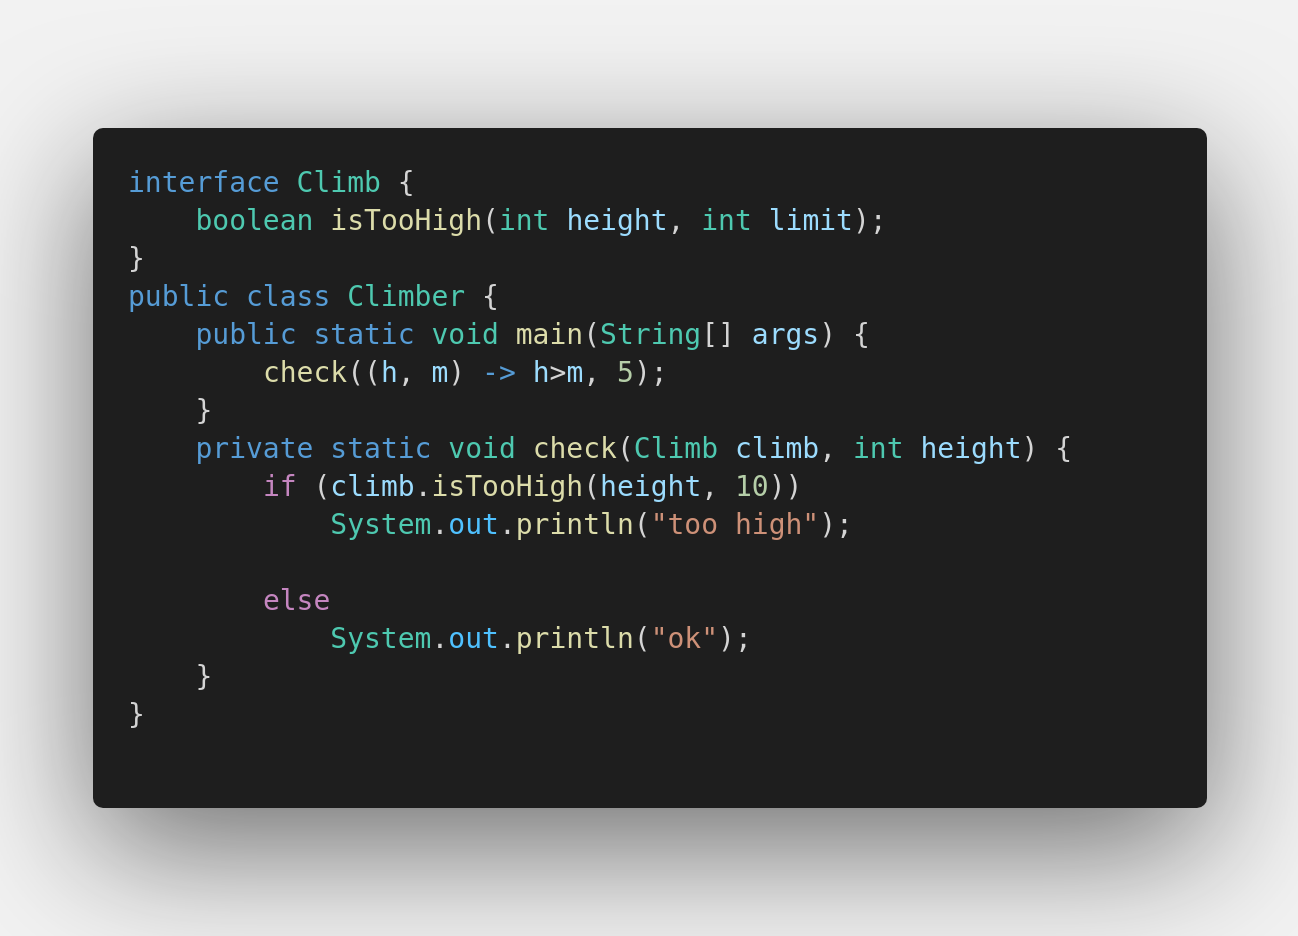 interface Climb {
    boolean isTooHigh(int height, int limit);
}
public class Climber {
    public static void main(String[] args) {
        check((h, m) -> h>m, 5);
    }
    private static void check(Climb climb, int height) {
        if (climb.isTooHigh(height, 10))
            System.out.println("too high");

        else
            System.out.println("ok");
    }
}